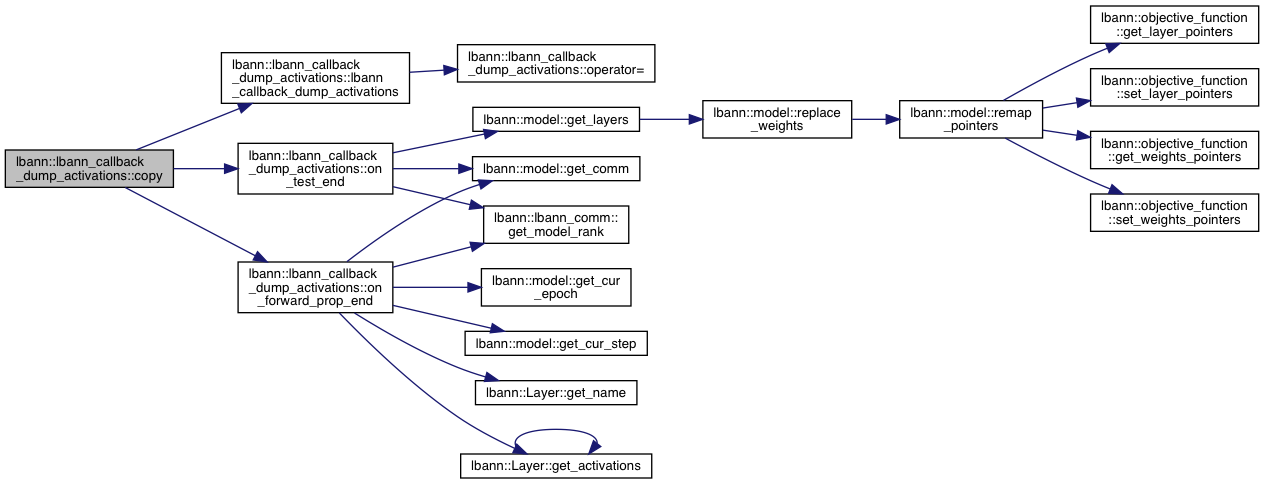 lbann::lbann_callback
_dump_activations::copy
lbann::lbann_callback
_dump_activations::lbann
_callback_dump_activations
lbann::lbann_callback
_dump_activations::operator=
lbann::lbann_callback
_dump_activations::on
_test_end
lbann::model::get_layers
lbann::model::replace
_weights
lbann::model::remap
_pointers
lbann::objective_function
::get_layer_pointers
lbann::objective_function
::set_layer_pointers
lbann::objective_function
::get_weights_pointers
lbann::objective_function
::set_weights_pointers
lbann::model::get_comm
lbann::lbann_comm::
get_model_rank
lbann::lbann_callback
_dump_activations::on
_forward_prop_end
lbann::model::get_cur
_epoch
lbann::model::get_cur_step
lbann::Layer::get_name
lbann::Layer::get_activations